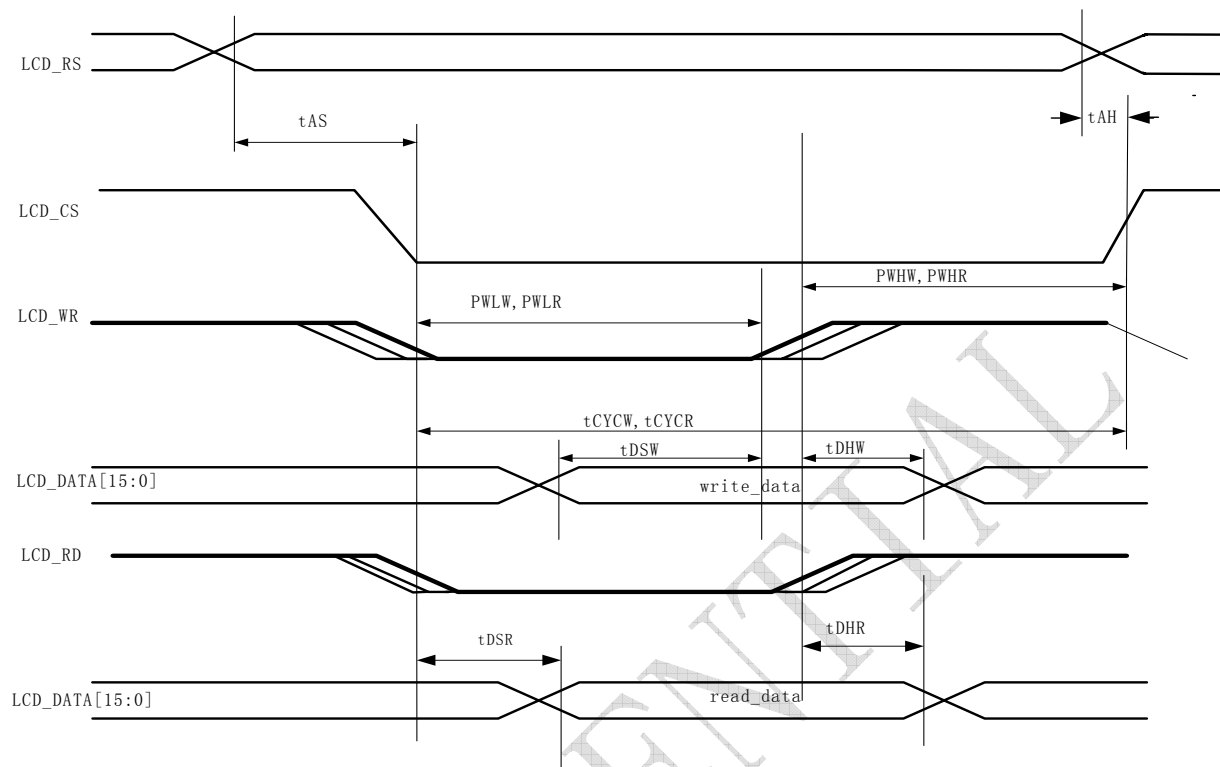 LCD_RS
tAS
tAH
LCD_CS
PWHW, PWHR
PWLW, PWLR
LCD_WR
tCYCW, tCYCR
tDSW
tDHW
LCD_DATA[15:0]
write_data
LCD_RD
tDSR
tDHR
LCD_DATA[15:0]
read_data
ENTIAL